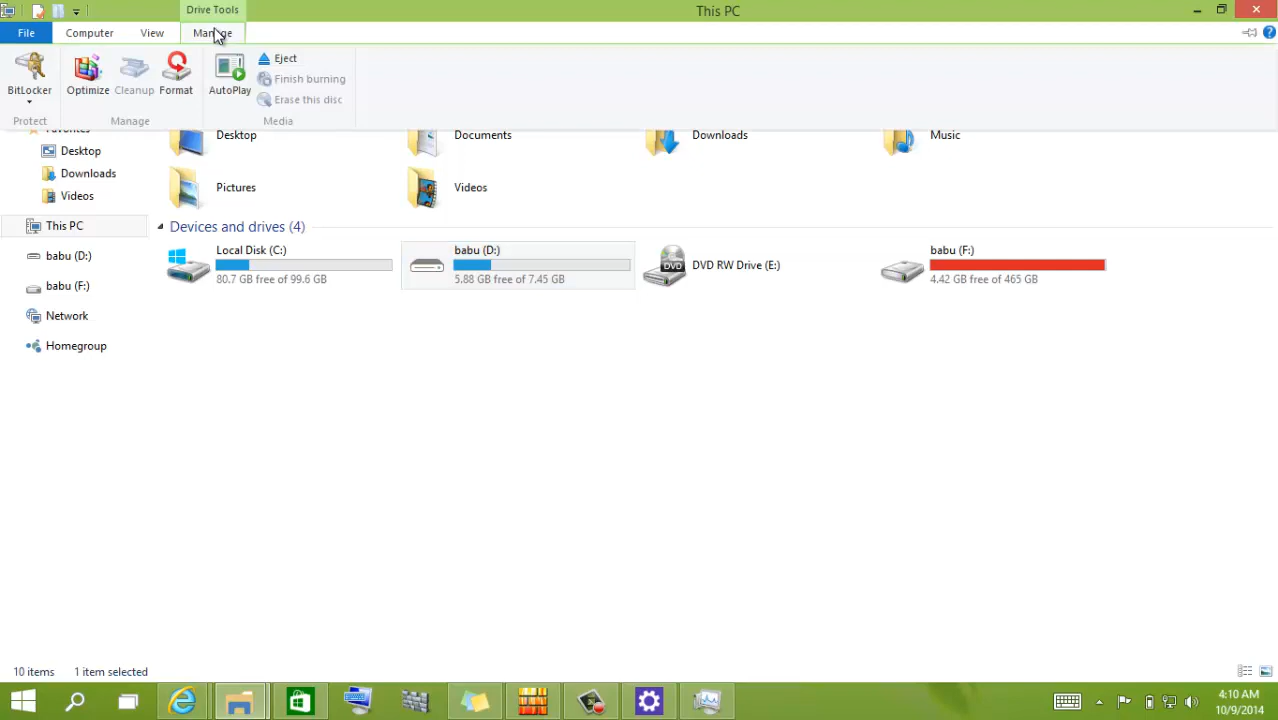 Drive Tools
This PC
File
Computer
View
Manage
BitLocker
Optimize
Cleanup
Format
AutoPlay
Eject
Finish burning
Erase this disc
Protect
Manage
Media
Favorites
Desktop
Downloads
Videos
This PC
babu (D:)
babu (F:)
Network
Homegroup
Desktop
Documents
Downloads
Music
Pictures
Videos
Devices and drives (4)
Local Disk (C:)
80.7 GB free of 99.6 GB
babu (D:)
5.88 GB free of 7.45 GB
DVD
DVD RW Drive (E:)
babu (F:)
4.42 GB free of 465 GB
10 items
1 item selected
4:10 AM
10/9/2014